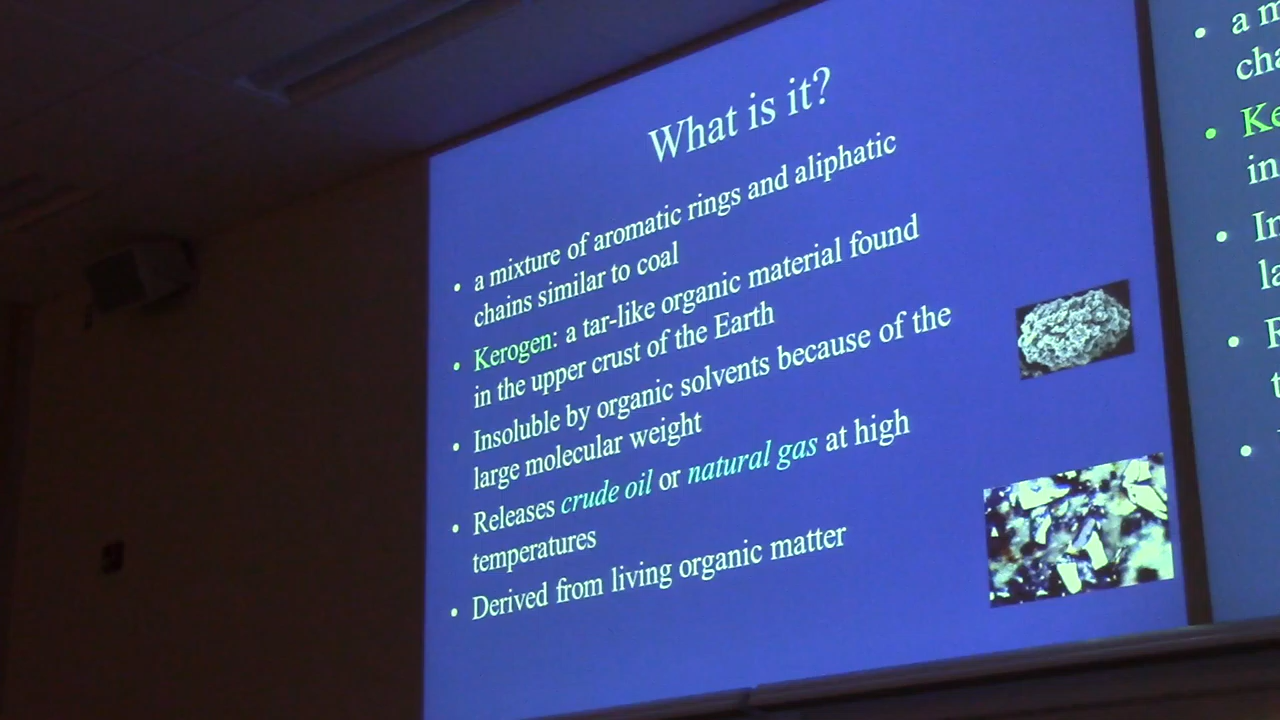 What is it?
• a mixture of aromatic rings and aliphatic
chains similar to coal
• Kerogen: a tar-like organic material found
in the upper crust of the Earth
• Insoluble by organic solvents because of the
large molecular weight
• Releases crude oil or natural gas at high
temperatures
• Derived from living organic matter
• a m
cha
• Ke
in
• In
la
• F
t
•